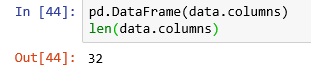 In [44]: pd.DataFrame(data.columns)
len(data.columns)
Out[44]: 32